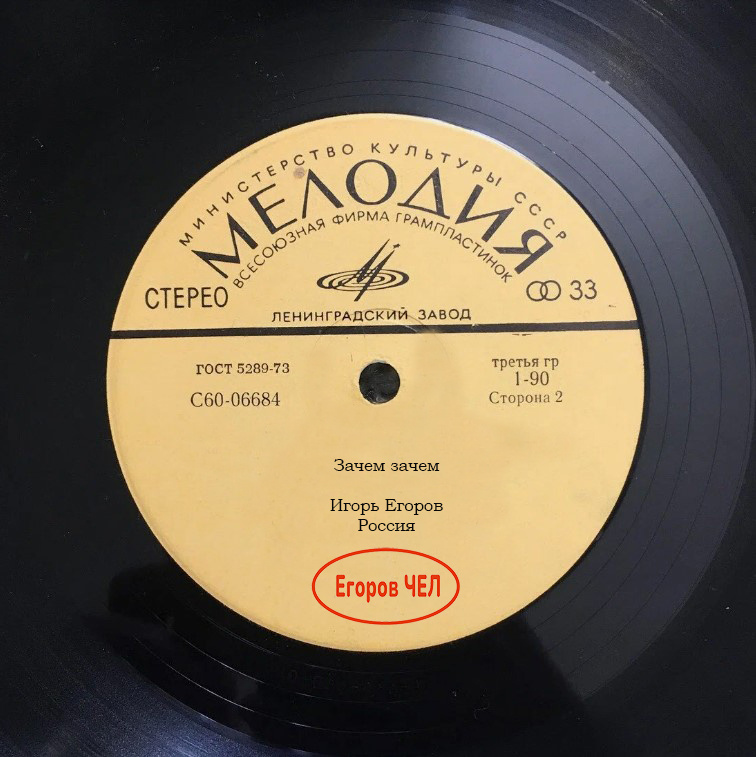 МИНИСТЕРСТВО КУЛЬТУРЫ СССР
МЕЛОДИЯ
ВСЕСОЮЗНАЯ ФИРМА ГРАМПЛАСТИНОК
СТЕРЕО
33
ЛЕНИНГРАДСКИЙ ЗАВОД
ГОСТ 5289-73
третья гр
1-90
С60-06684
Сторона 2
Зачем зачем
Игорь Егоров
Россия
Егоров ЧЕЛ